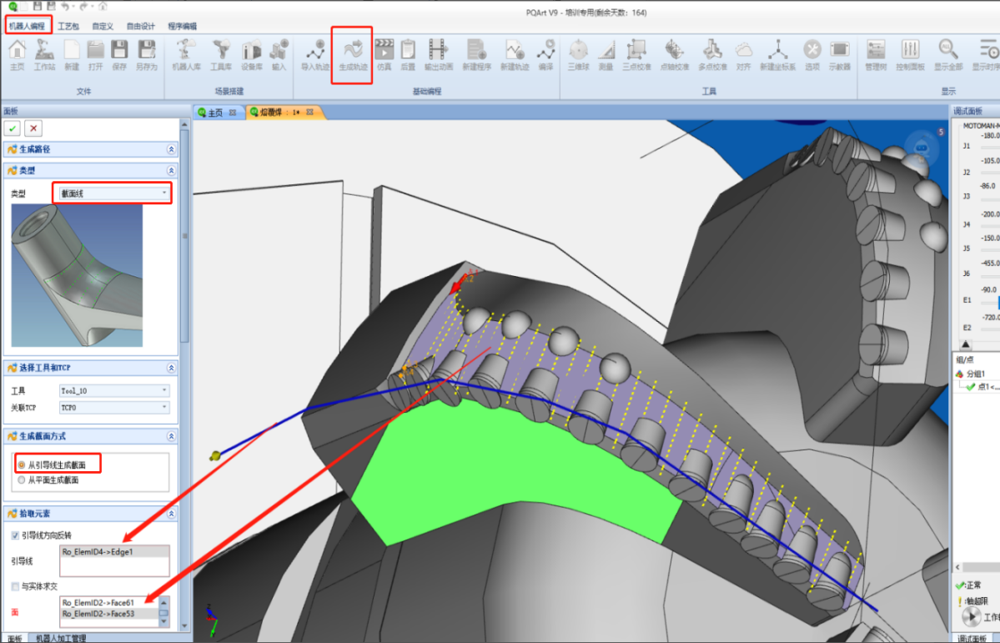 PQArt V9 - 培训专用(剩余天数: 164)
机器人编程 工艺包 自定义 自由设计 程序编辑
主页 工作站 新建 打开 保存 另存为 机器人库 工具库 设备库 输入 导入轨迹 生成轨迹 仿真 后置 输出动画 新建程序 新建轨迹 编译 三维球 测量 三点校准 点轴校准 多点校准 对齐 新建坐标系 选项 示教器 管理树 控制面板 显示全部 显示时序
文件 场景搭建 基础编程 工具 显示
面板
主页 熔覆焊 : 1*
调试面板
生成路径
类型
类型 截面线
选择工具和TCP
工具 Tool_10
关联TCP TCP0
生成截面方式
从引导线生成截面
从平面生成截面
拾取元素
引导线方向反转
引导线 Ro_ElemID4->Edge1
与实体求交
面 Ro_ElemID2->Face61
Ro_ElemID2->Face53
面板 机器人加工管理
5
MOTOMAN-M
-180.0
J1
-105.0
J2
-86.0
J3
-200.0
J4
-150.0
J5
-455.0
J6
-90.0
E1
-720.0
E2
组/点
分组1
点1<...
正常
轴超限
工作
调试面板